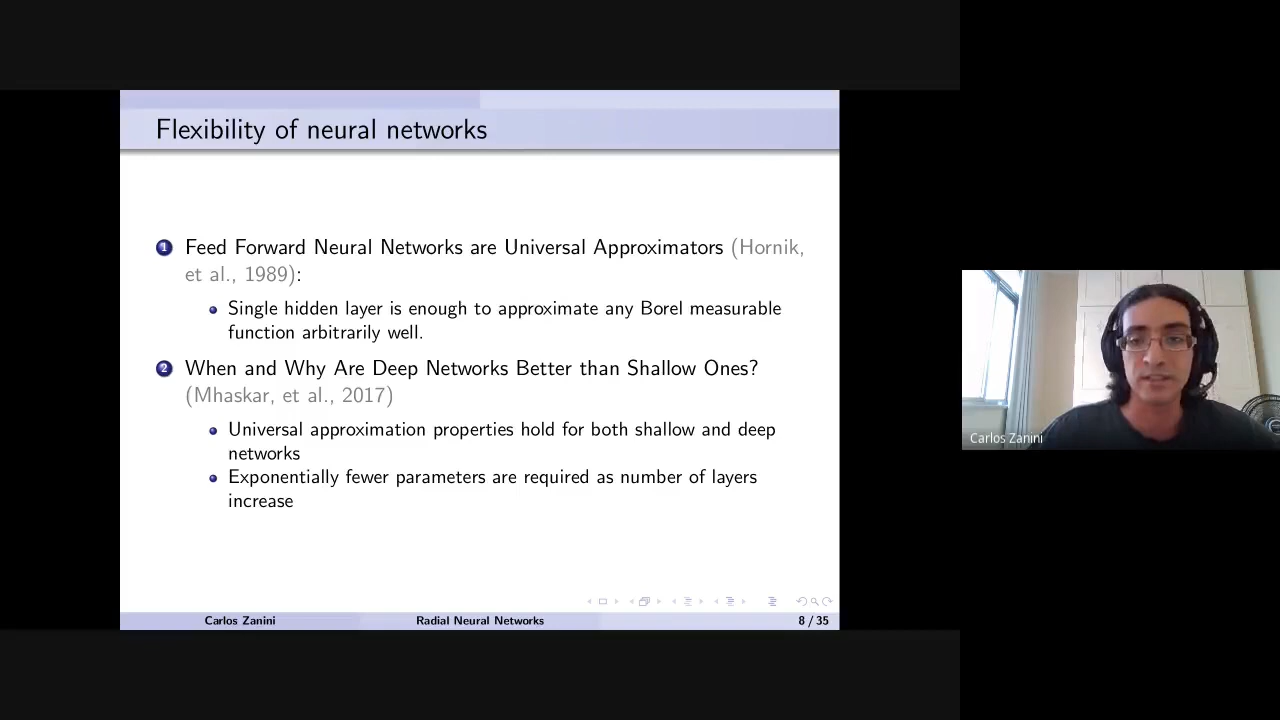 Flexibility of neural networks
1 Feed Forward Neural Networks are Universal Approximators (Hornik,
et al., 1989):
Single hidden layer is enough to approximate any Borel measurable
function arbitrarily well.
2 When and Why Are Deep Networks Better than Shallow Ones?
(Mhaskar, et al., 2017)
Universal approximation properties hold for both shallow and deep
networks
Exponentially fewer parameters are required as number of layers
increase
Carlos Zanini
Radial Neural Networks
8 / 35
Carlos Zanini